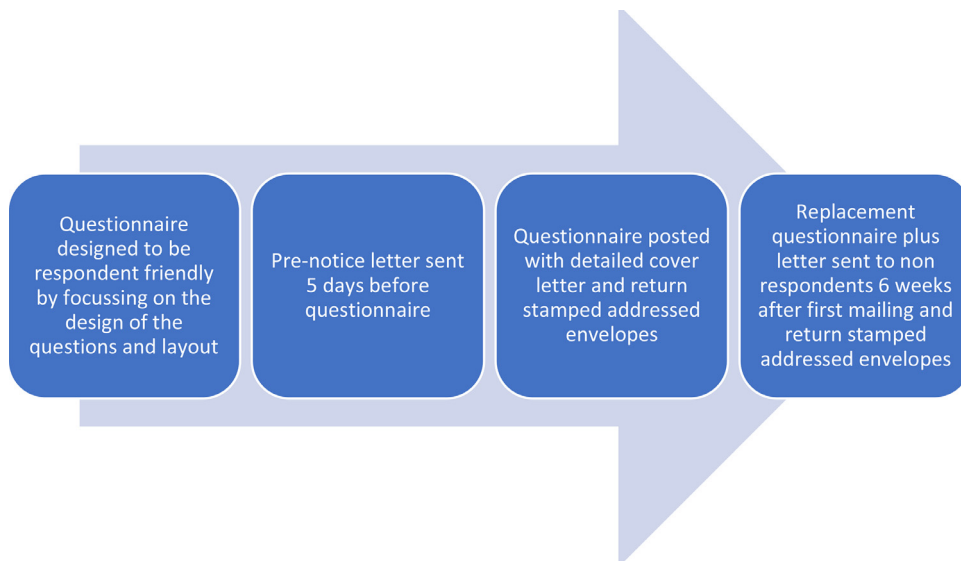 Questionnaire
designed to be
respondent friendly
by focussing on the
design of the
questions and layout
Pre-notice letter sent
5 days before
questionnaire
Questionnaire posted
with detailed cover
letter and return
stamped addressed
envelopes
Replacement
questionnaire plus
letter sent to non
respondents 6 weeks
after first mailing and
return stamped
addressed envelopes